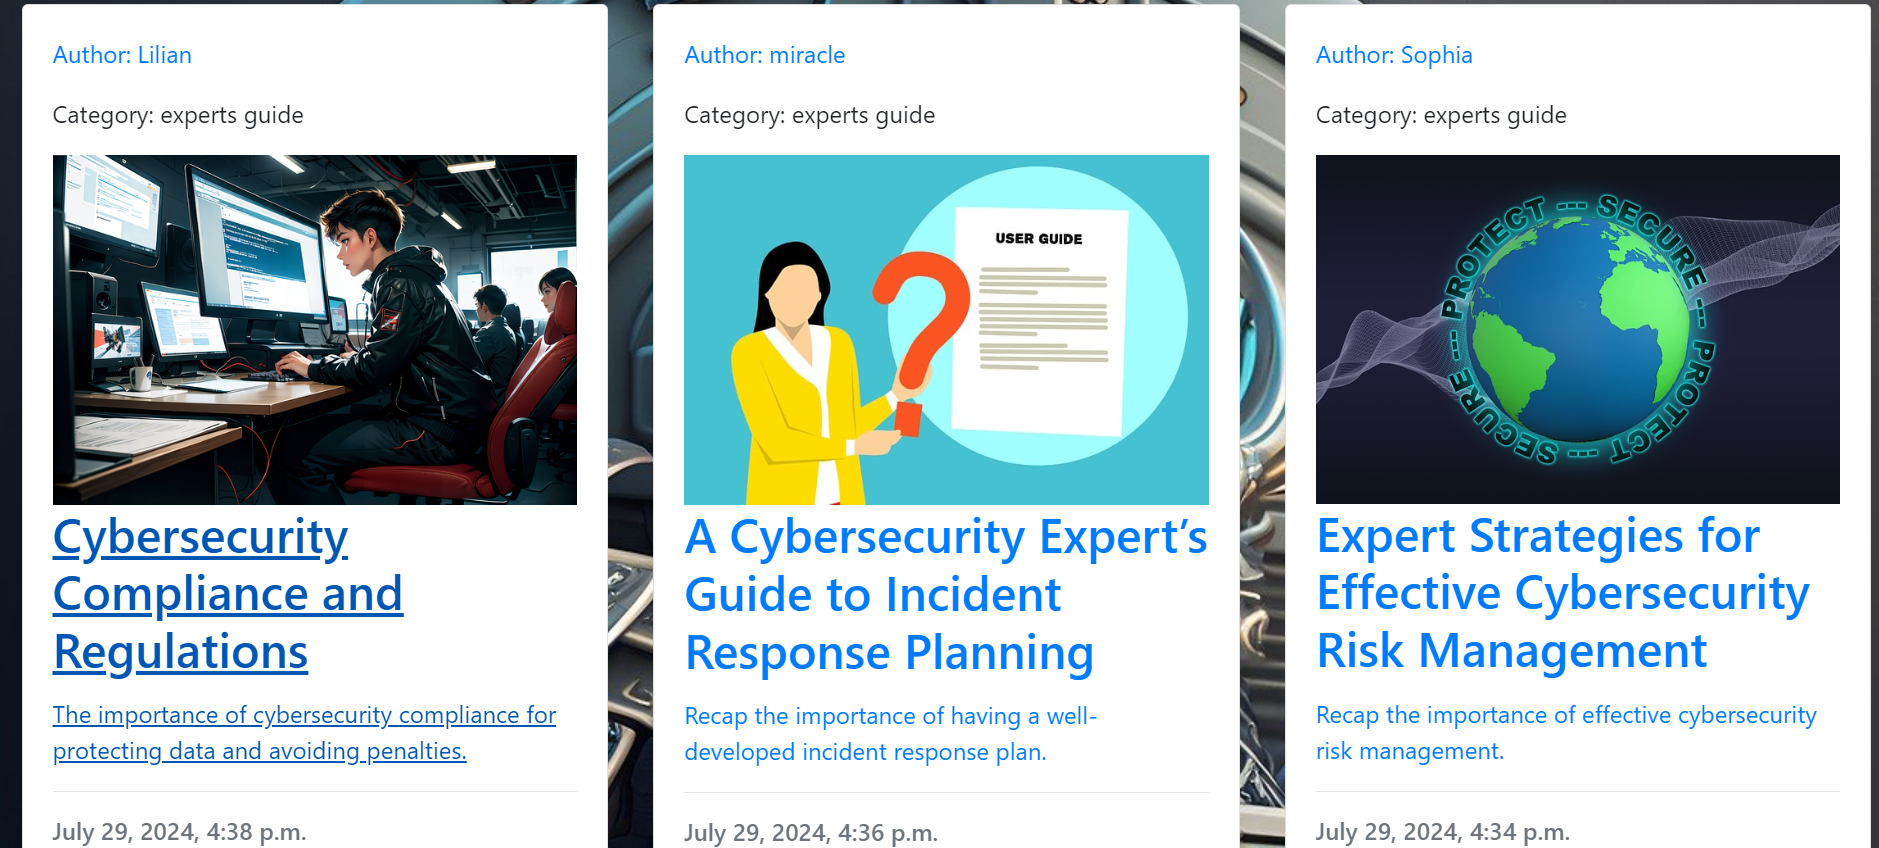 Author: Lilian
Category: experts guide
Cybersecurity
Compliance and
Regulations
The importance of cybersecurity compliance for
protecting data and avoiding penalties.
July 29, 2024, 4:38 p.m.
Author: miracle
Category: experts guide
USER GUIDE
A Cybersecurity Expert’s
Guide to Incident
Response Planning
Recap the importance of having a well-
developed incident response plan.
July 29, 2024, 4:36 p.m.
Author: Sophia
Category: experts guide
PROTECT --- SECURE --- PROTECT --- SECURE ---
Expert Strategies for
Effective Cybersecurity
Risk Management
Recap the importance of effective cybersecurity
risk management.
July 29, 2024, 4:34 p.m.